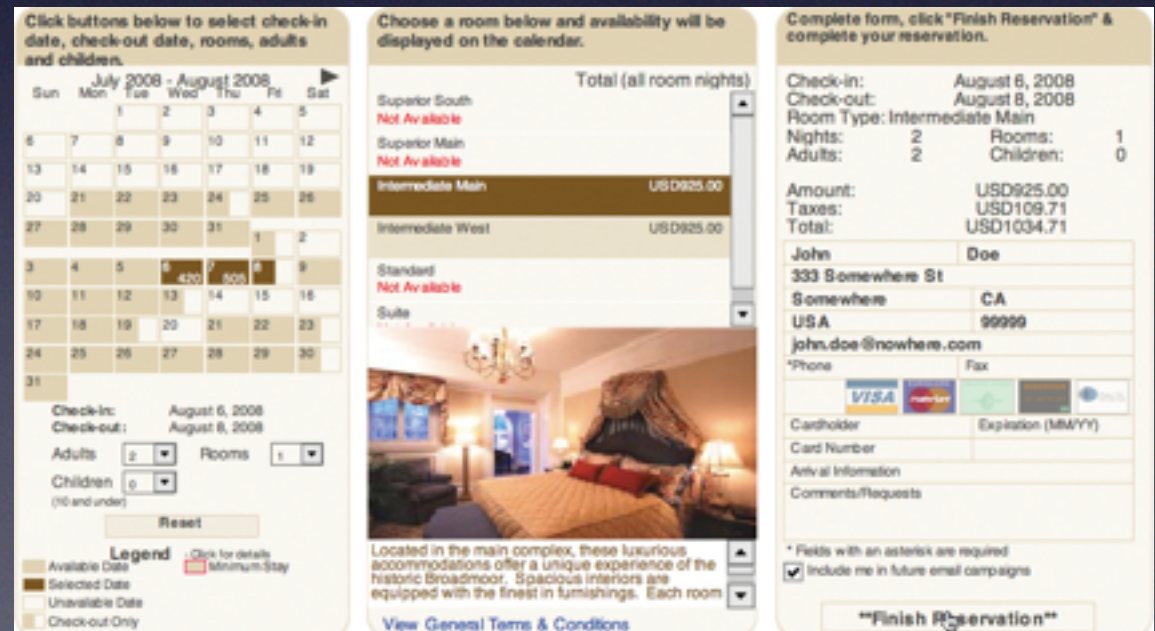 Click buttons below to select check-in
date, check-out date, rooms, adults
and children.
July 2008 - August 2008
Sun Mon Tue Wed Thu Fri Sat
1 2 3 4 5
6 7 8 9 10 11 12
13 14 15 16 17 18 19
20 21 22 23 24 25 26
27 28 29 30 31
1 2
3 4 5 6 420 7 505 8 9
10 11 12 13 14 15 16
17 18 19 20 21 22 23
24 25 26 27 28 29 30
31
Check-in: August 6, 2008
Check-out: August 8, 2008
Adults 2 Rooms 1
Children 0
(10 and under)
Reset
Legend Click for details
Available Date Minimum Stay
Selected Date
Unavailable Date
Check-out Only
Choose a room below and availability will be
displayed on the calendar.
Total (all room nights)
Superior South
Not Available
Superior Main
Not Available
Intermediate Main USD925.00
Intermediate West USD925.00
Standard
Not Available
Suite
Located in the main complex, these luxurious
accommodations offer a unique experience of the
historic Broadmoor. Spacious interiors are
equipped with the finest in furnishings. Each room
View General Terms & Conditions
Complete form, click "Finish Reservation" &
complete your reservation.
Check-in: August 6, 2008
Check-out: August 8, 2008
Room Type: Intermediate Main
Nights: 2 Rooms: 1
Adults: 2 Children: 0
Amount: USD925.00
Taxes: USD109.71
Total: USD1034.71
John Doe
333 Somewhere St
Somewhere CA
USA 99999
john.doe@nowhere.com
*Phone Fax
VISA
Cardholder Expiration (MM/YY)
Card Number
Arrival Information
Comments/Requests
* Fields with an asterisk are required
Include me in future email campaigns
**Finish Reservation**